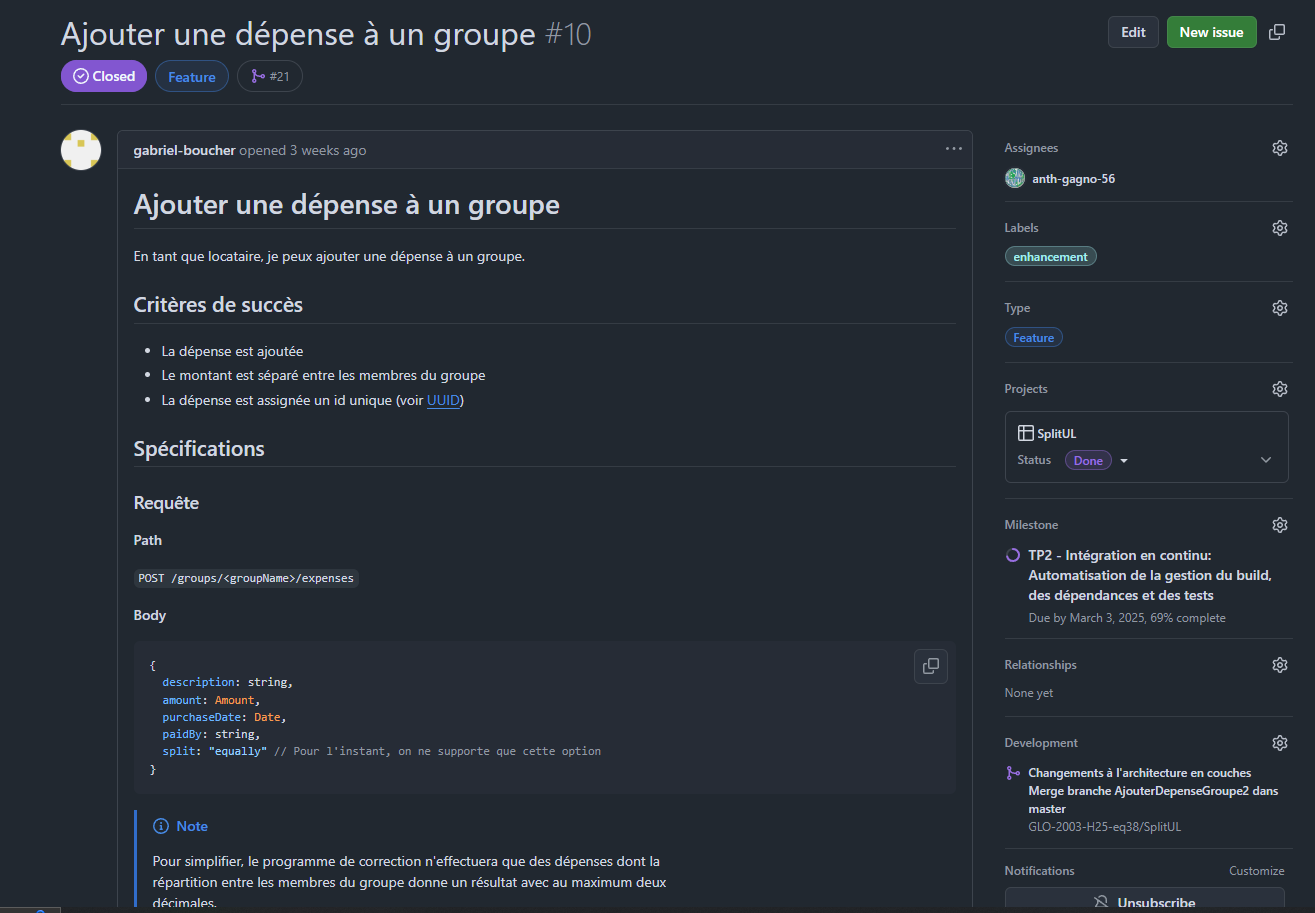 Ajouter une dépense à un groupe #10
Edit
New issue
Closed
Feature
#21
gabriel-boucher opened 3 weeks ago
Ajouter une dépense à un groupe
En tant que locataire, je peux ajouter une dépense à un groupe.
Critères de succès
La dépense est ajoutée
Le montant est séparé entre les membres du groupe
La dépense est assignée un id unique (voir UUID)
Spécifications
Requête
Path
POST /groups/<groupName>/expenses
Body
{
description: string,
amount: Amount,
purchaseDate: Date,
paidBy: string,
split: "equally" // Pour l'instant, on ne supporte que cette option
}
Note
Pour simplifier, le programme de correction n'effectuera que des dépenses dont la
répartition entre les membres du groupe donne un résultat avec au maximum deux
décimales.
Assignees
anth-gagno-56
Labels
enhancement
Type
Feature
Projects
SplitUL
Status Done
Milestone
TP2 - Intégration en continu:
Automatisation de la gestion du build,
des dépendances et des tests
Due by March 3, 2025, 69% complete
Relationships
None yet
Development
Changements à l'architecture en couches
Merge branche AjouterDepenseGroupe2 dans
master
GLO-2003-H25-eq38/SplitUL
Notifications
Customize
Unsubscribe